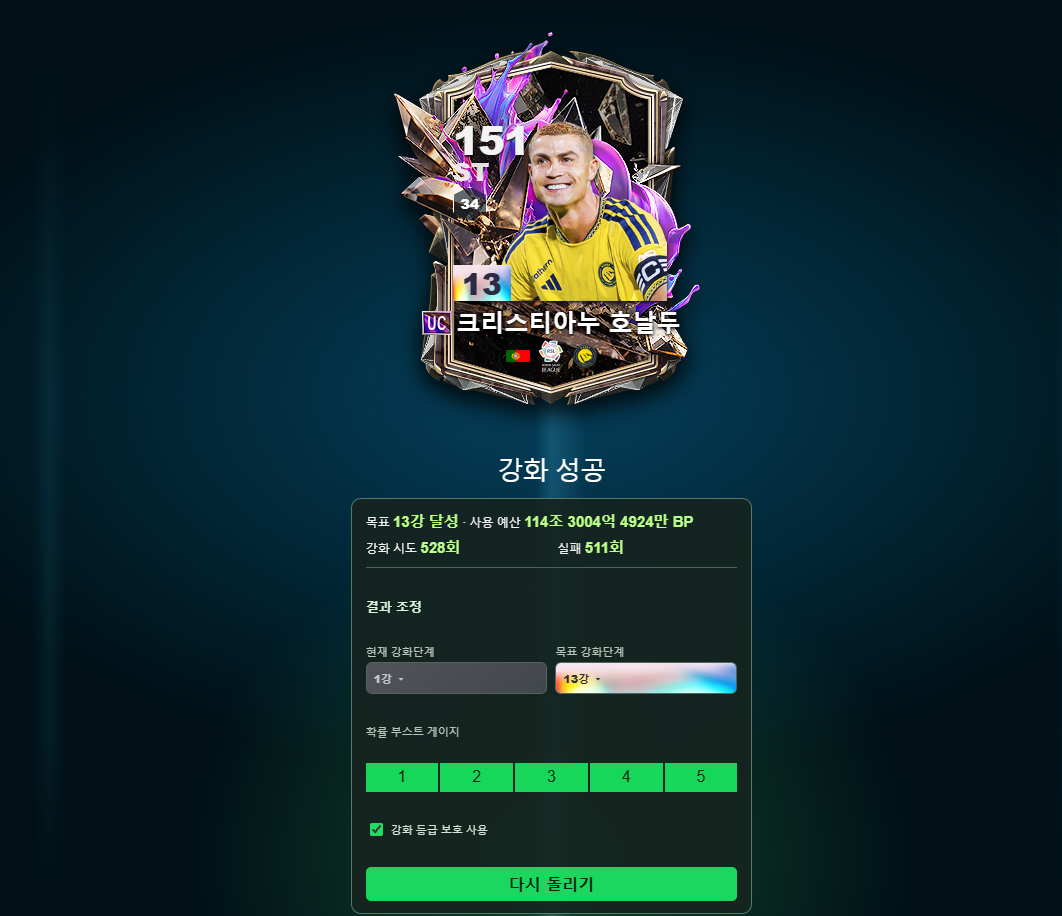 151
ST
34
13
UC 크리스티아누 호날두
강화 성공
목표 13강 달성 · 사용 예산 114조 3004억 4924만 BP
강화 시도 528회 실패 511회
결과 조정
현재 강화단계 목표 강화단계
1강 13강
확률 부스트 게이지
1 2 3 4 5
강화 등급 보호 사용
다시 돌리기